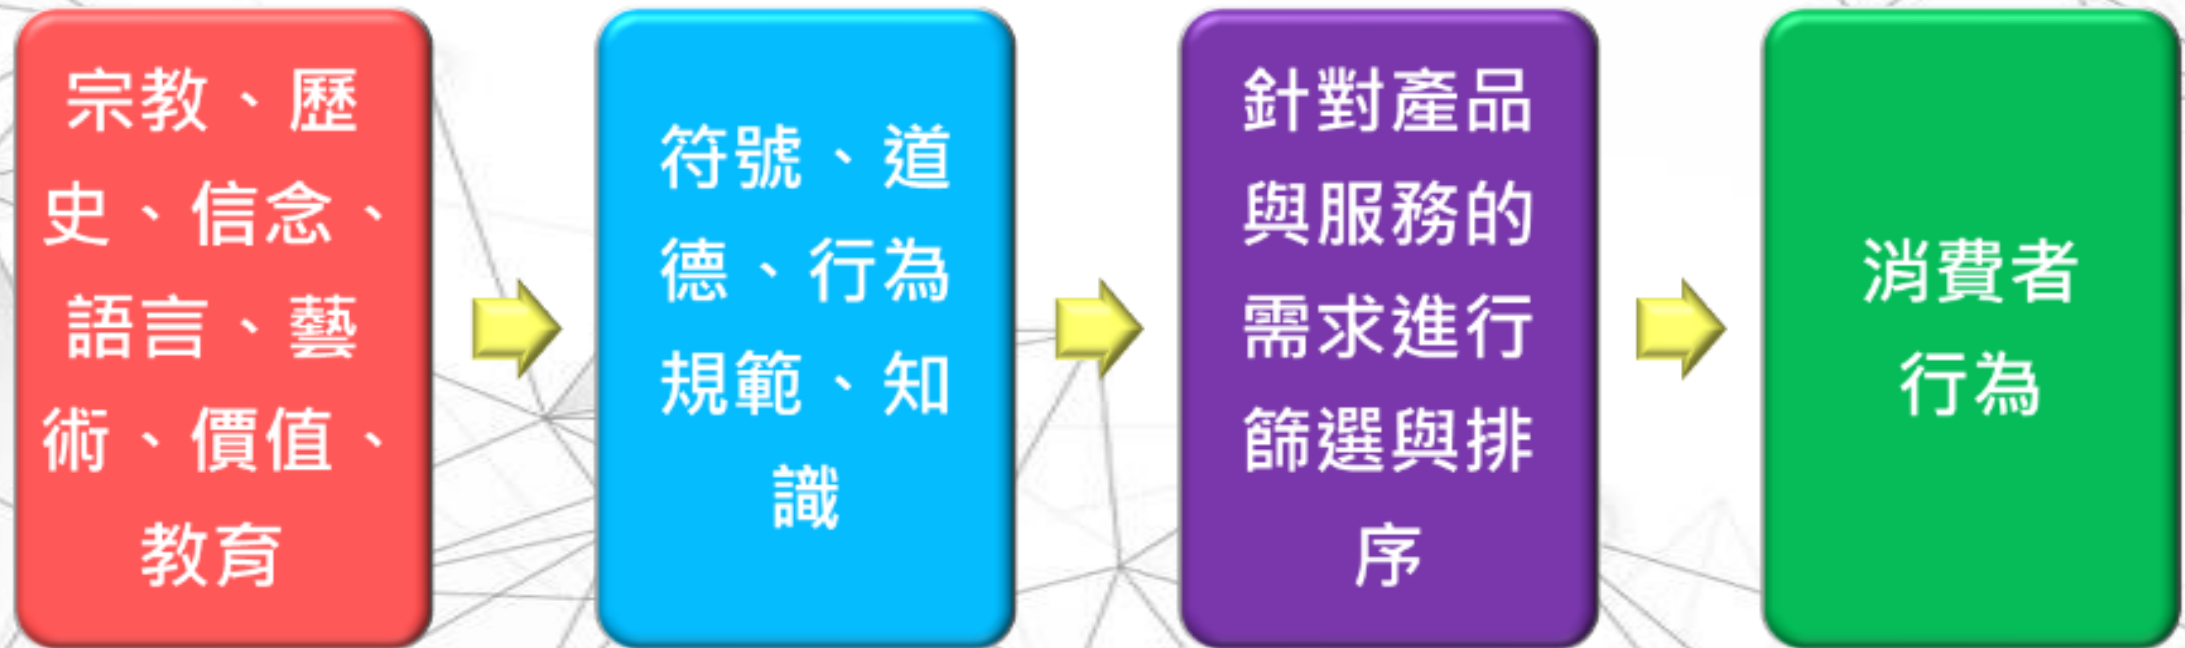 宗教、歷
史、信念、
語言、藝
術、價值、
教育
符號、道
德、行為
規範、知
識
針對產品
與服務的
需求進行
篩選與排
序
消費者
行為